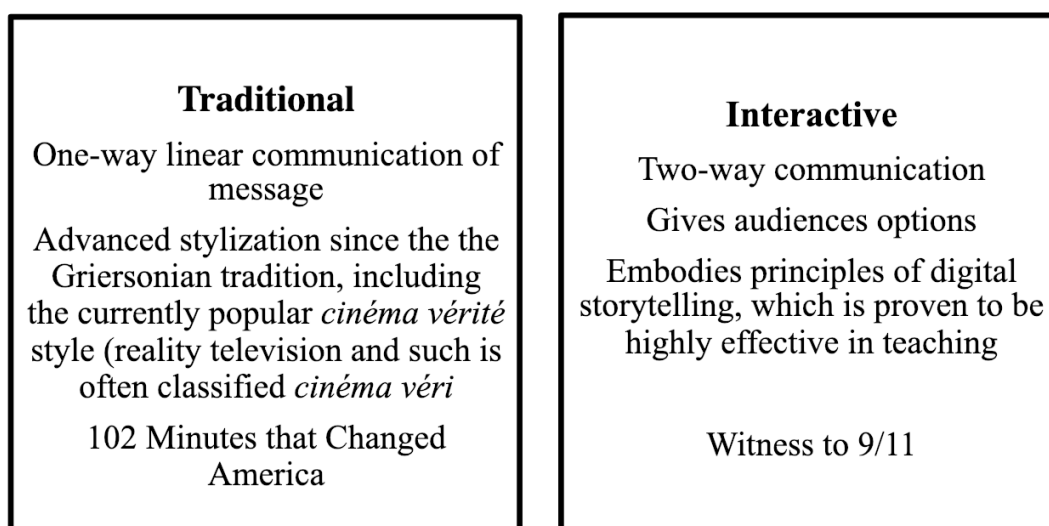 Traditional
One-way linear communication of
message
Advanced stylization since the the
Griersonian tradition, including
the currently popular cinéma vérité
style (reality television and such is
often classified cinéma véri
102 Minutes that Changed
America
Interactive
Two-way communication
Gives audiences options
Embodies principles of digital
storytelling, which is proven to be
highly effective in teaching
Witness to 9/11